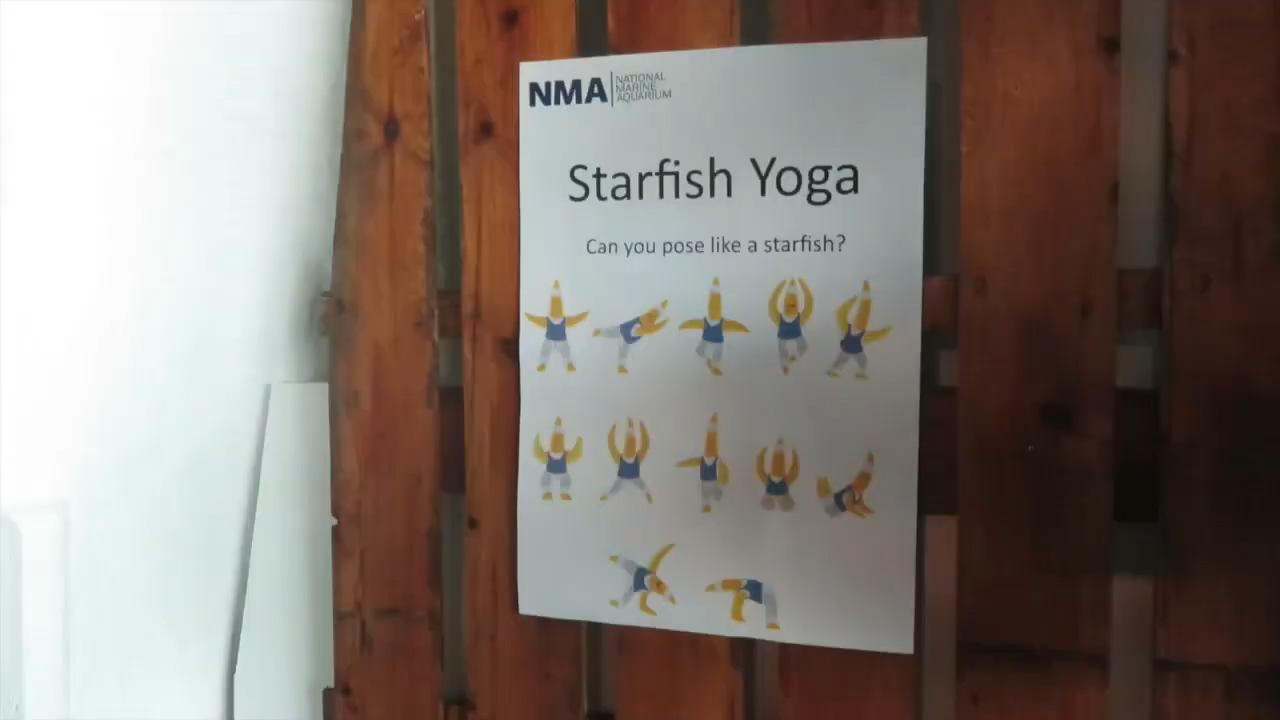 NMA
NATIONAL
MARINE
AQUARIUM
Starfish Yoga
Can you pose like a starfish?